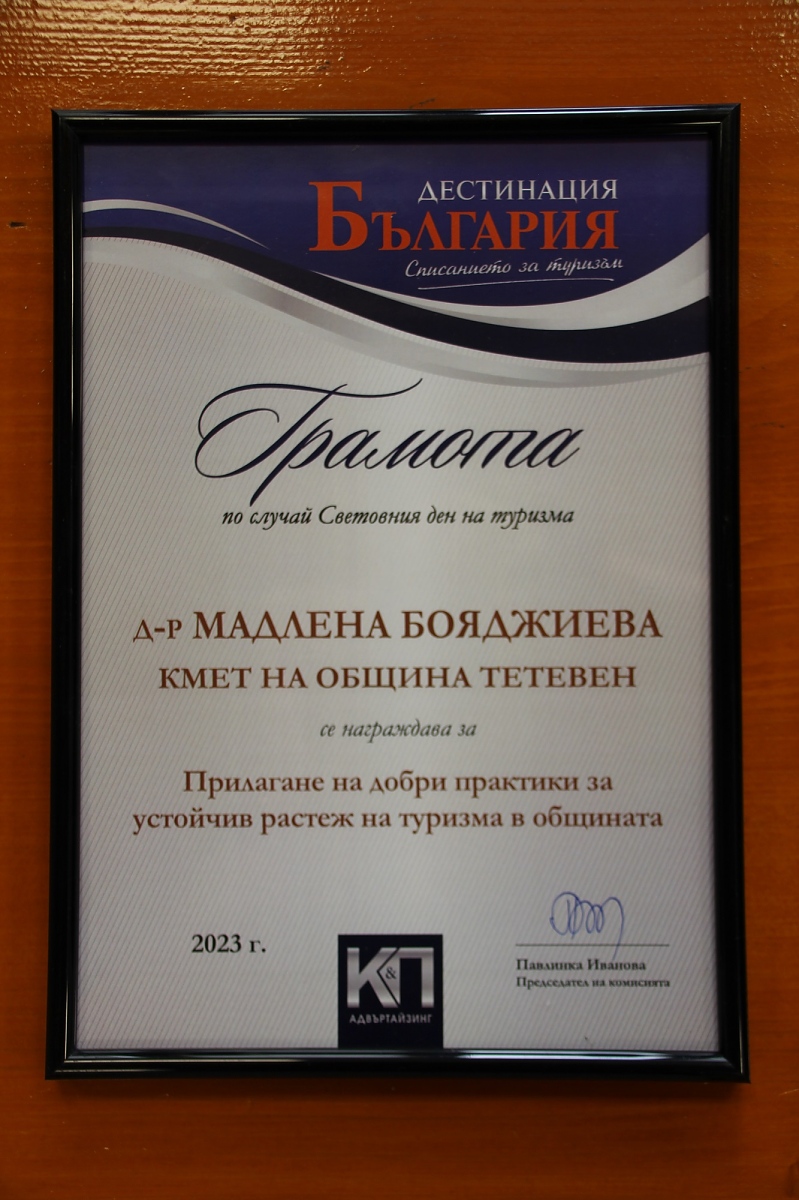 ДЕСТИНАЦИЯ
БЪЛГАРИЯ
Списанието за туризъм
Грамота
по случай Световния ден на туризма
д-р МАДЛЕНА БОЯДЖИЕВА
КМЕТ НА ОБЩИНА ТЕТЕВЕН
се награждава за
Прилагане на добри практики за
устойчив растеж на туризма в общината
2023 г.
К&П
АДВЪРТАЙЗИНГ
Павлинка Иванова
Председател на комисията